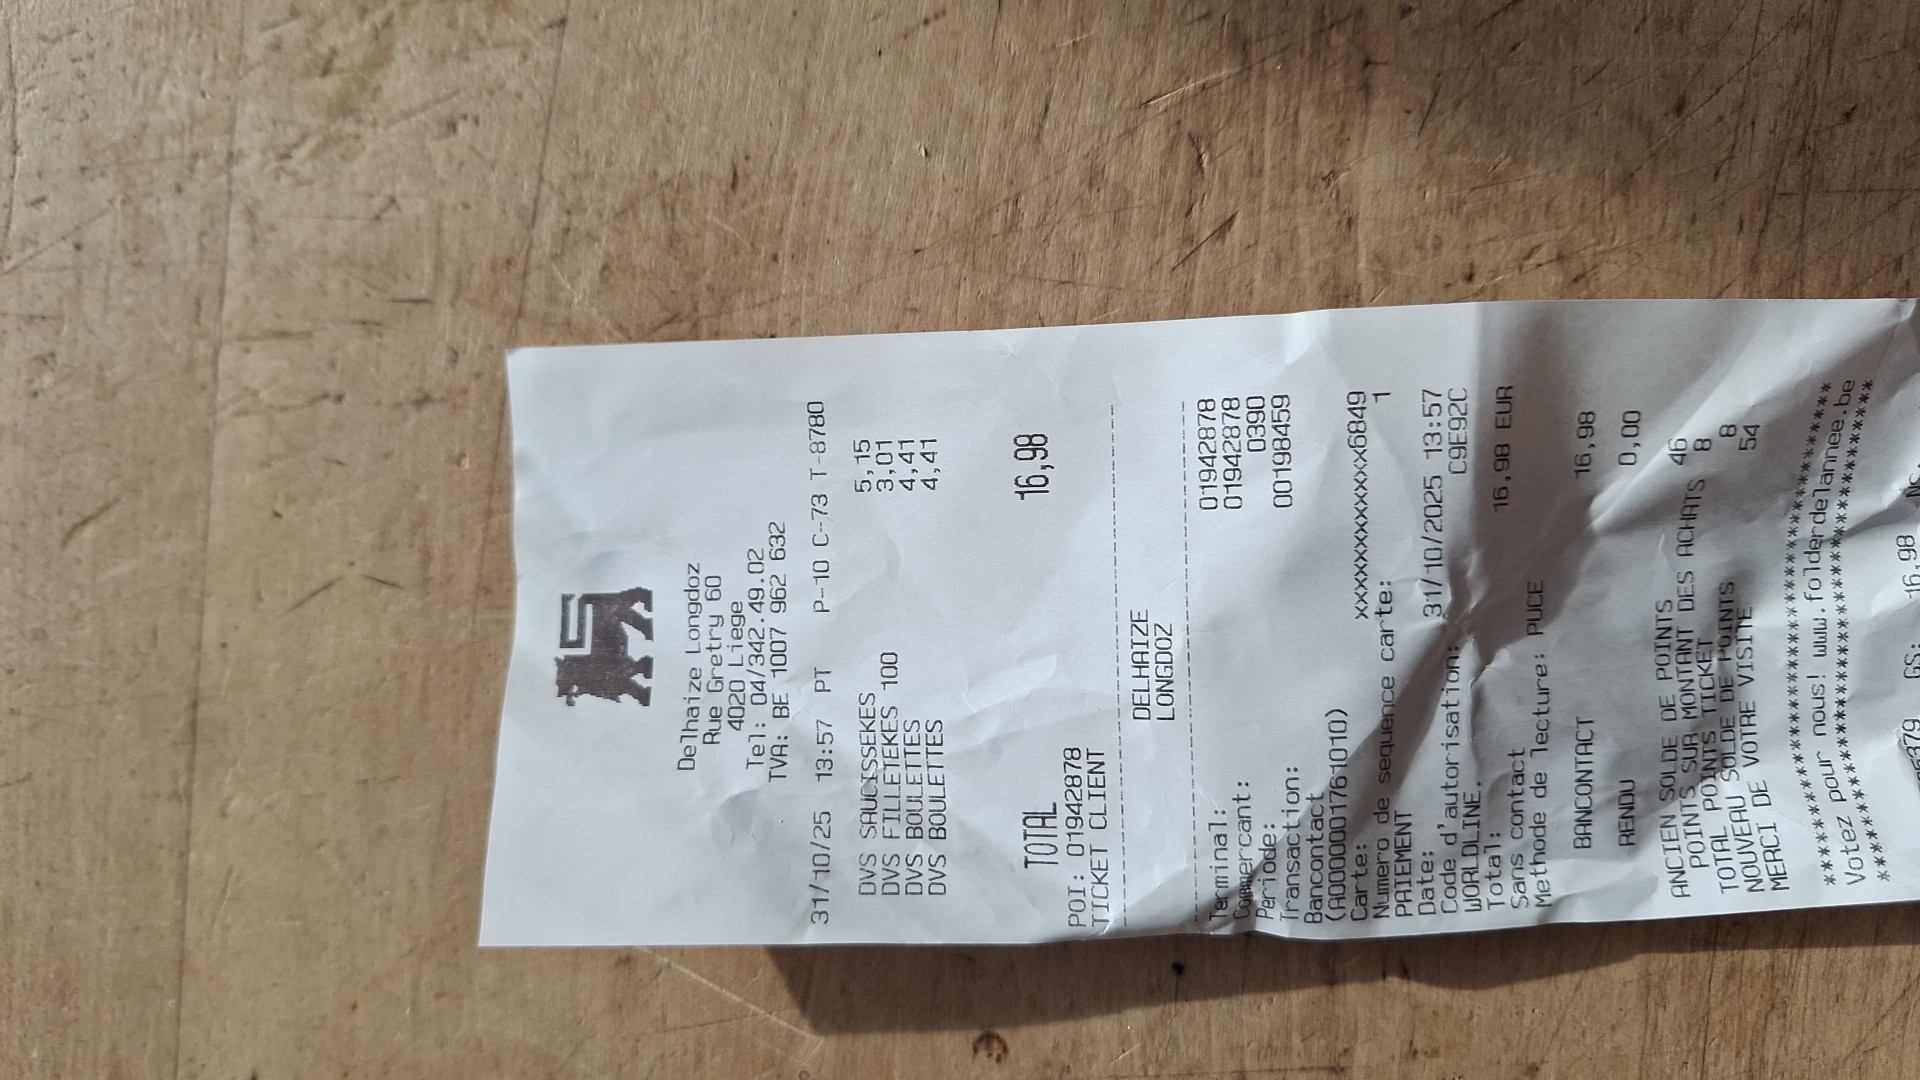 Delhaize Longdoz
Rue Gretry 60
4020 Liege
Tel: 04/342.49.02
TVA: BE 1007 962 632
31/10/25 13:57 PT P-10 C-73 T-8780
DVS SAUCISSEKES 5,15
DVS FILLETEKES 100 3,01
DVS BOULETTES 4,41
DVS BOULETTES 4,41
TOTAL 16,98
POI: 01942878
TICKET CLIENT
DELHAIZE
LONGDOZ
Terminal: 01942878
Commercant: 01942878
Periode: 0390
Transaction: 00198459
Bancontact
(A0000001761010)
Carte: xxxxxxxxxxxxx6849
Numero de sequence carte: 1
PAIEMENT
Date: 31/10/2025 13:57
Code d'autorisation: C9E92C
WORLDLINE.
Total: 16,98 EUR
Sans contact
Methode de lecture: PUCE
BANCONTACT 16,98
RENDU 0,00
ANCIEN SOLDE DE POINTS 46
POINTS SUR MONTANT DES ACHATS 8
TOTAL POINTS TICKET 8
NOUVEAU SOLDE DE POINTS 54
MERCI DE VOTRE VISITE
****************************************
Votez pour nous! www.folderdelannee.be
****************************************
GS: 16,98